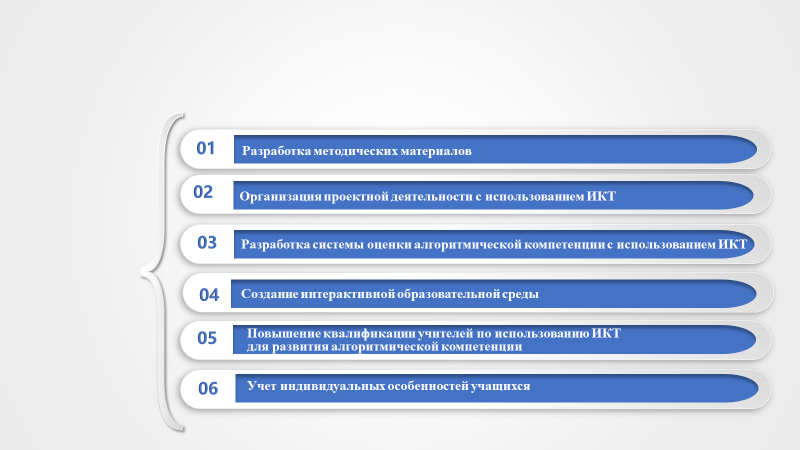 01 Разработка методических материалов
02 Организация проектной деятельности с использованием ИКТ
03 Разработка системы оценки алгоритмической компетенции с использованием ИКТ
04 Создание интерактивной образовательной среды
05 Повышение квалификации учителей по использованию ИКТ
для развития алгоритмической компетенции
06 Учет индивидуальных особенностей учащихся